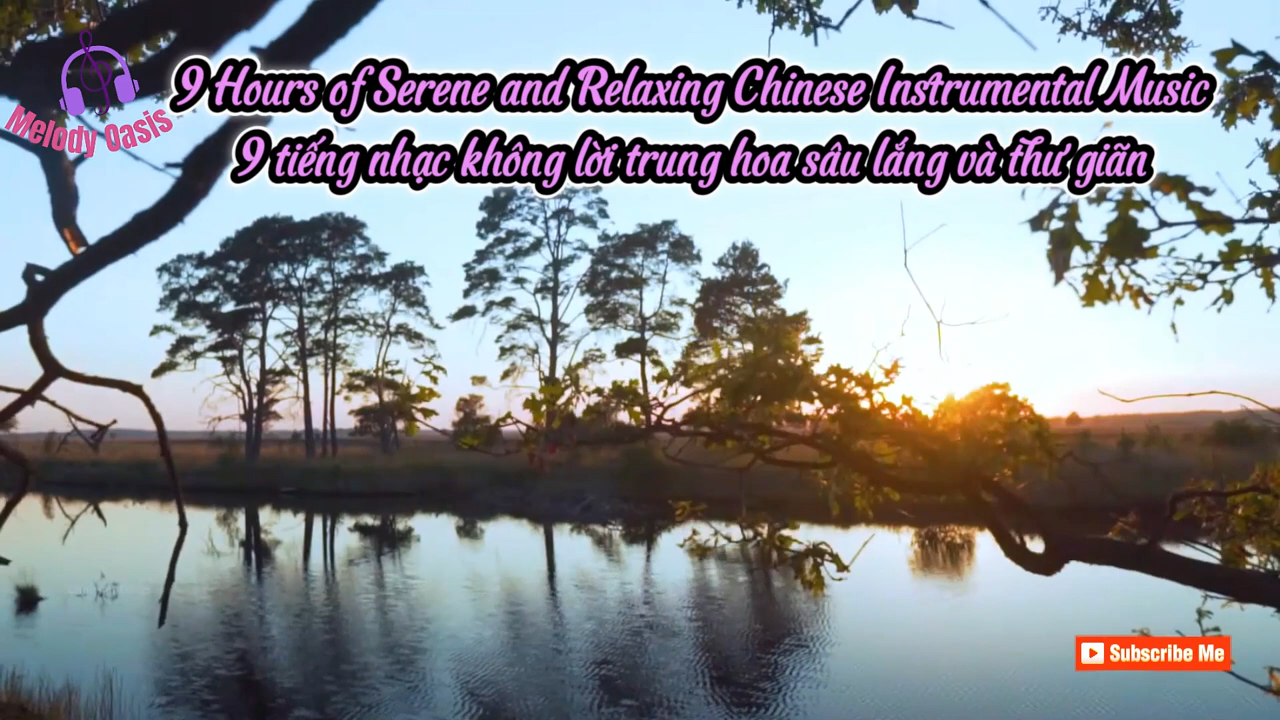 Melody Oasis
9 Hours of Serene and Relaxing Chinese Instrumental Music
9 tiếng nhạc không lời trung hoa sâu lắng và thư giãn
Subscribe Me